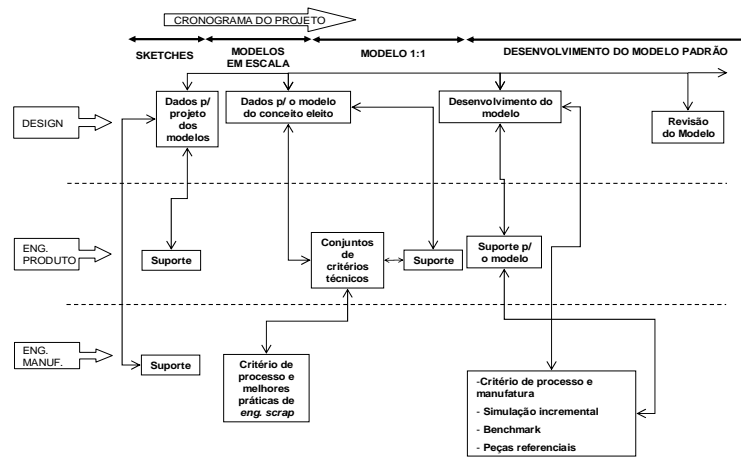 CRONOGRAMA DO PROJETO
SKETCHES
MODELOS
EM ESCALA
MODELO 1:1
DESENVOLVIMENTO DO MODELO PADRÃO
DESIGN
Dados p/
projeto
dos
modelos
Dados p/ o modelo
do conceito eleito
Desenvolvimento do
modelo
Revisão
do Modelo
ENG.
PRODUTO
Suporte
Conjuntos
de
critérios
técnicos
Suporte
Suporte p/
o modelo
ENG.
MANUF.
Suporte
Critério de
processo e
melhores
práticas de
eng. scrap
-Critério de processo e
manufatura
- Simulação incremental
- Benchmark
- Peças referenciais